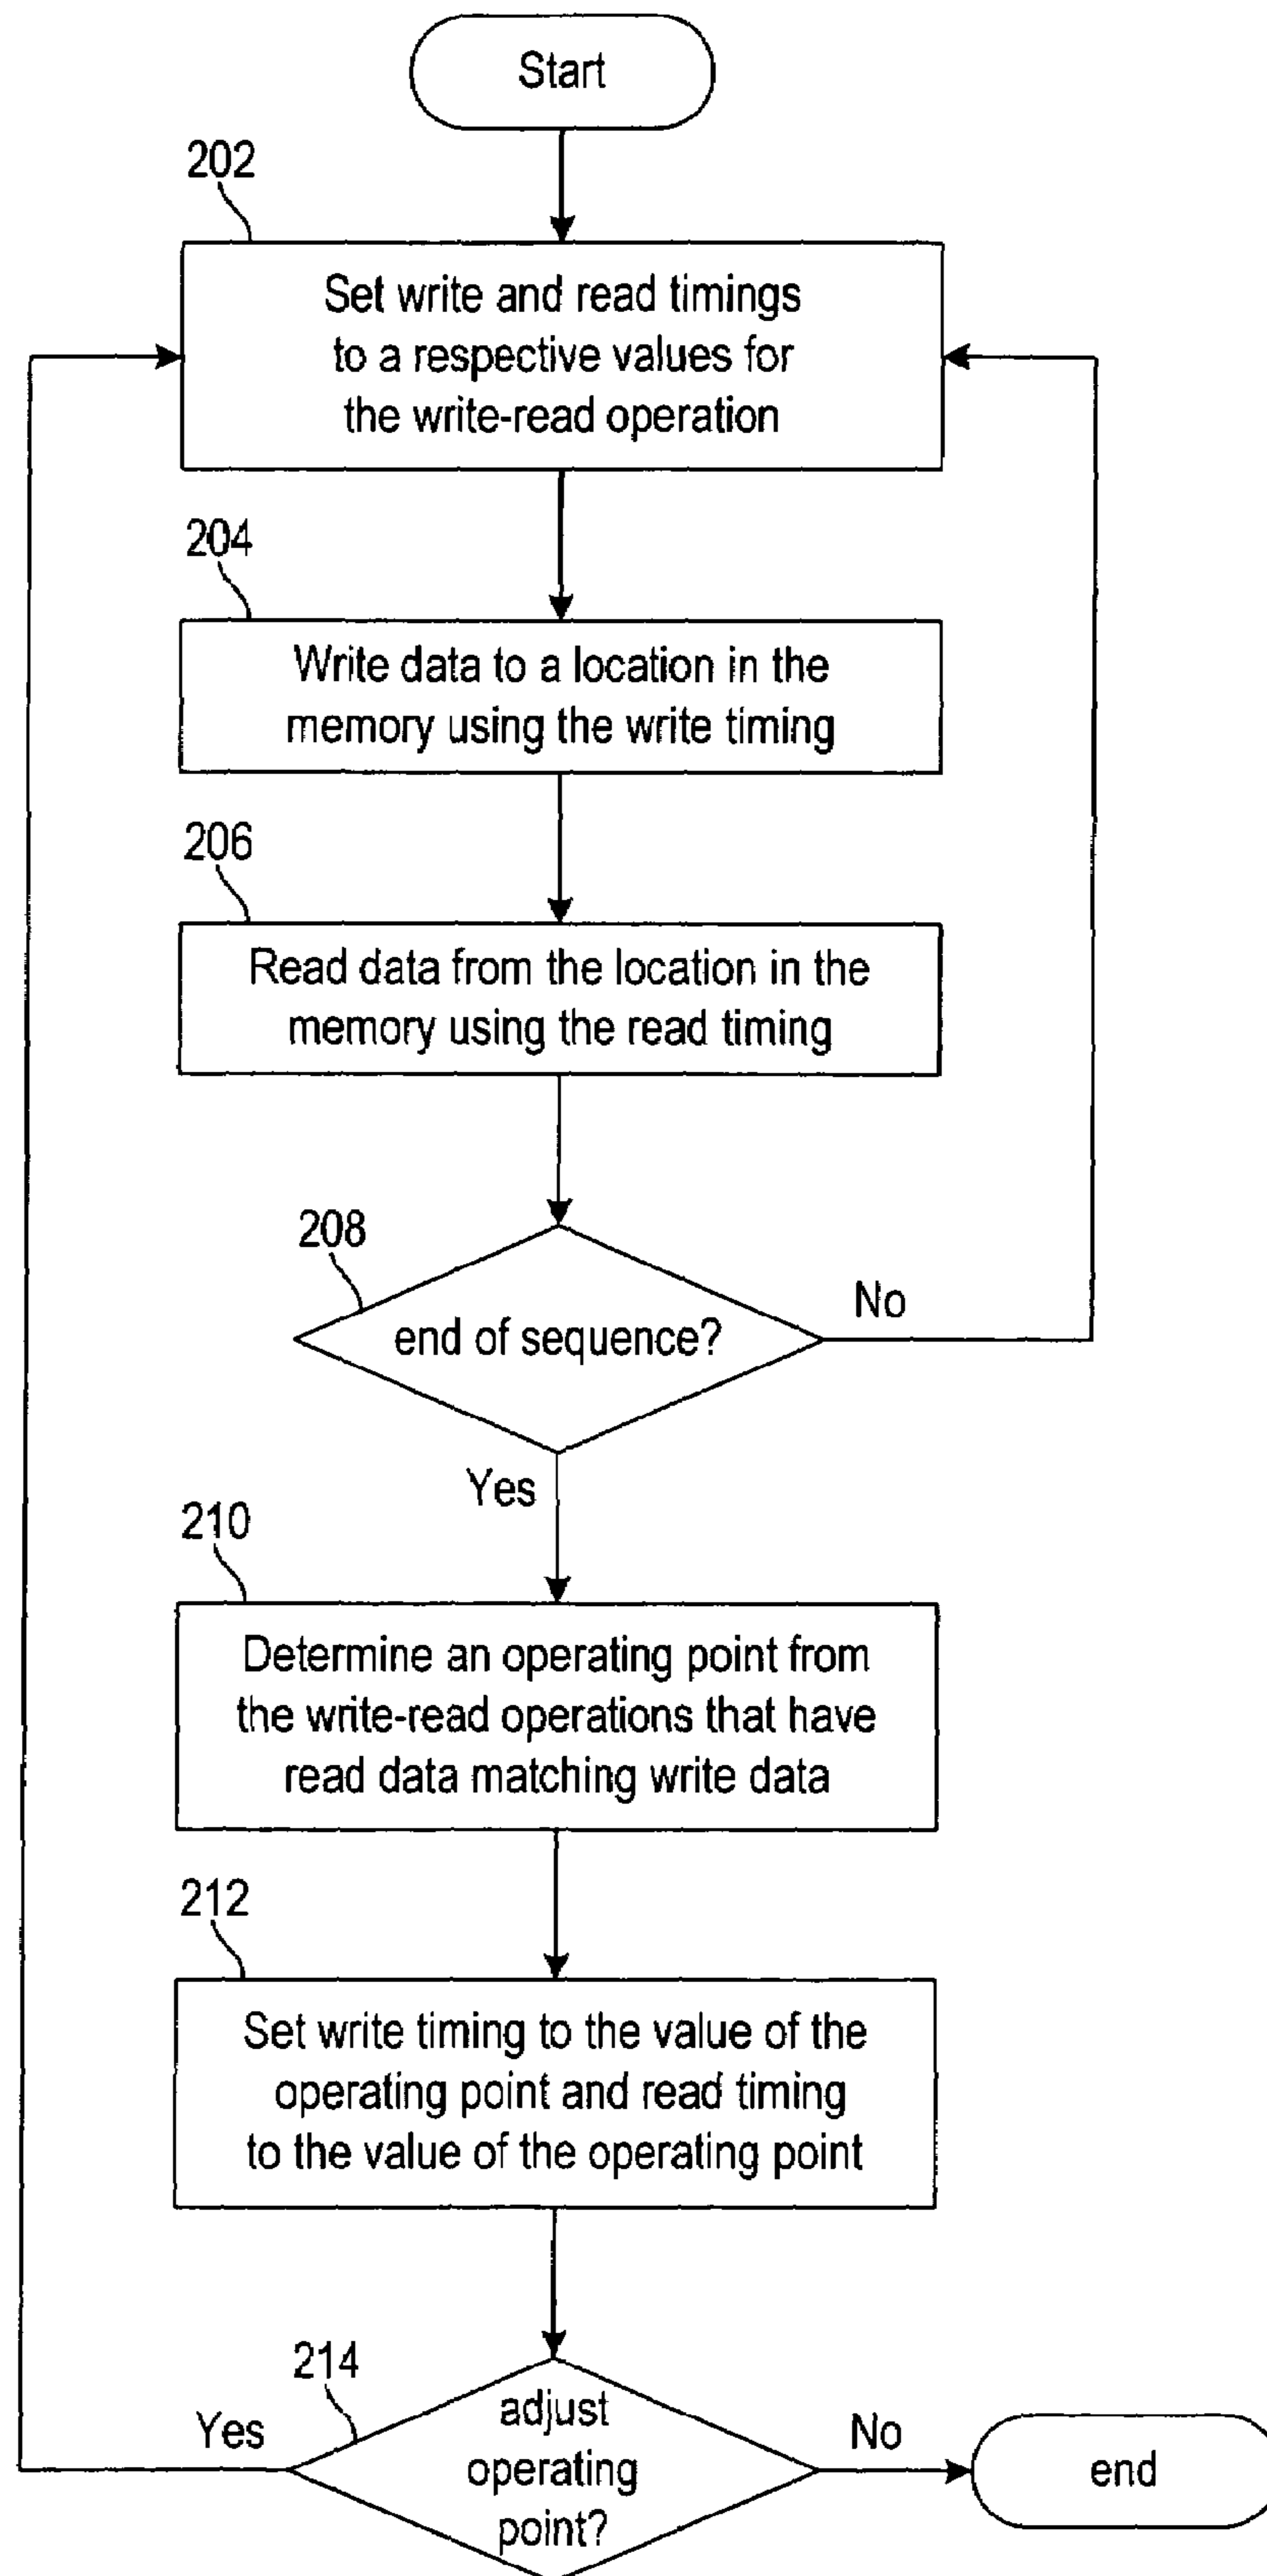 Start
202
Set write and read timings
to a respective values for
the write-read operation
204
Write data to a location in the
memory using the write timing
206
Read data from the location in the
memory using the read timing
208
end of sequence?
No
Yes
210
Determine an operating point from
the write-read operations that have
read data matching write data
212
Set write timing to the value of the
operating point and read timing
to the value of the operating point
214
Yes
adjust
operating
point?
No
end